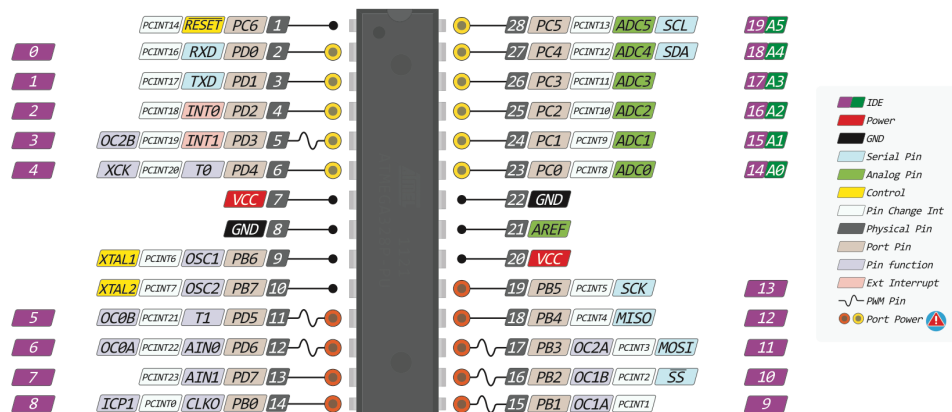 PCINT14 RESET PC6 1 28 PC5 PCINT13 ADC5 SCL 19 A5
0 PCINT16 RXD PD0 2 27 PC4 PCINT12 ADC4 SDA 18 A4
1 PCINT17 TXD PD1 3 26 PC3 PCINT11 ADC3 17 A3
2 PCINT18 INT0 PD2 4 25 PC2 PCINT10 ADC2 16 A2
3 OC2B PCINT19 INT1 PD3 5 24 PC1 PCINT9 ADC1 15 A1
4 XCK PCINT20 T0 PD4 6 23 PC0 PCINT8 ADC0 14 A0
VCC 7 22 GND
GND 8 21 AREF
XTAL1 PCINT6 OSC1 PB6 9 20 VCC
XTAL2 PCINT7 OSC2 PB7 10 19 PB5 PCINT5 SCK 13
5 OC0B PCINT21 T1 PD5 11 18 PB4 PCINT4 MISO 12
6 OC0A PCINT22 AIN0 PD6 12 17 PB3 OC2A PCINT3 MOSI 11
7 PCINT23 AIN1 PD7 13 16 PB2 OC1B PCINT2 SS 10
8 ICP1 PCINT0 CLKO PB0 14 15 PB1 OC1A PCINT1 9
IDE
Power
GND
Serial Pin
Analog Pin
Control
Pin Change Int
Physical Pin
Port Pin
Pin function
Ext Interrupt
PWM Pin
Port Power